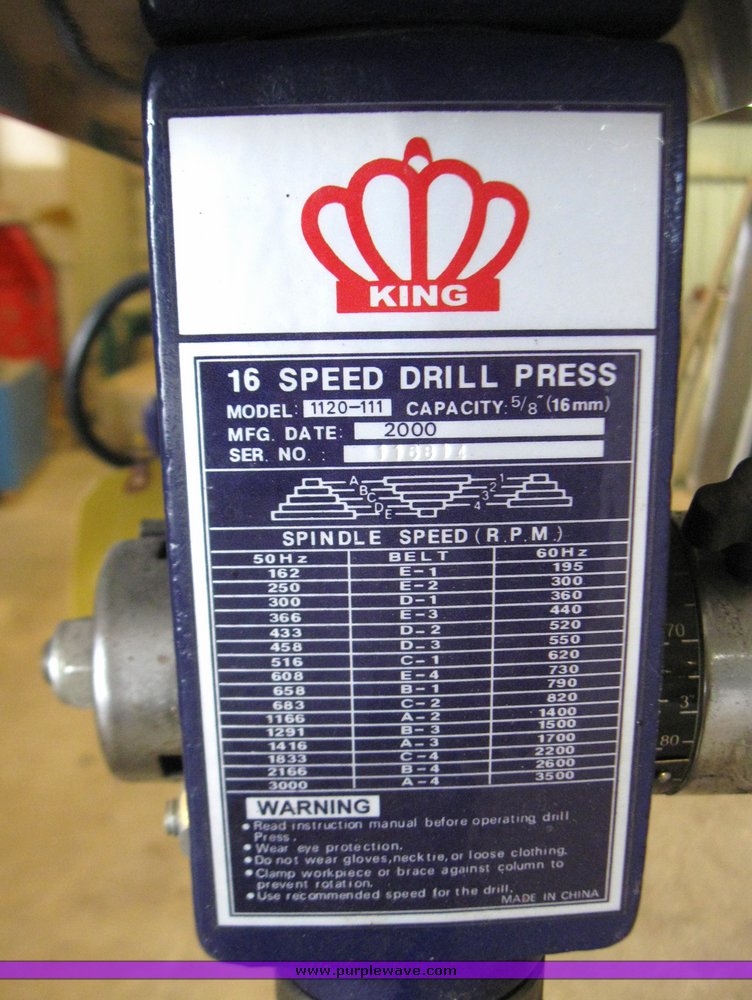 KING
16 SPEED DRILL PRESS
MODEL: 1120-111 CAPACITY: 5/8" (16mm)
MFG. DATE: 2000
SER. NO. :
A B C D E 1 2 3 4
SPINDLE SPEED (R.P.M.)
50Hz BELT 60Hz
162 E-1 195
250 E-2 300
300 D-1 360
366 E-3 440
433 D-2 520
458 D-3 550
516 C-1 620
608 E-4 730
658 B-1 790
683 C-2 820
1166 A-2 1400
1291 B-3 1500
1416 A-3 1700
1833 C-4 2200
2166 B-4 2600
3000 A-4 3500
WARNING
• Read instruction manual before operating drill
Press.
• Wear eye protection.
• Do not wear gloves, necktie, or loose clothing.
• Clamp workpiece or brace against column to
prevent rotation.
• Use recommended speed for the drill.
MADE IN CHINA
70
3
80
www.purplewave.com